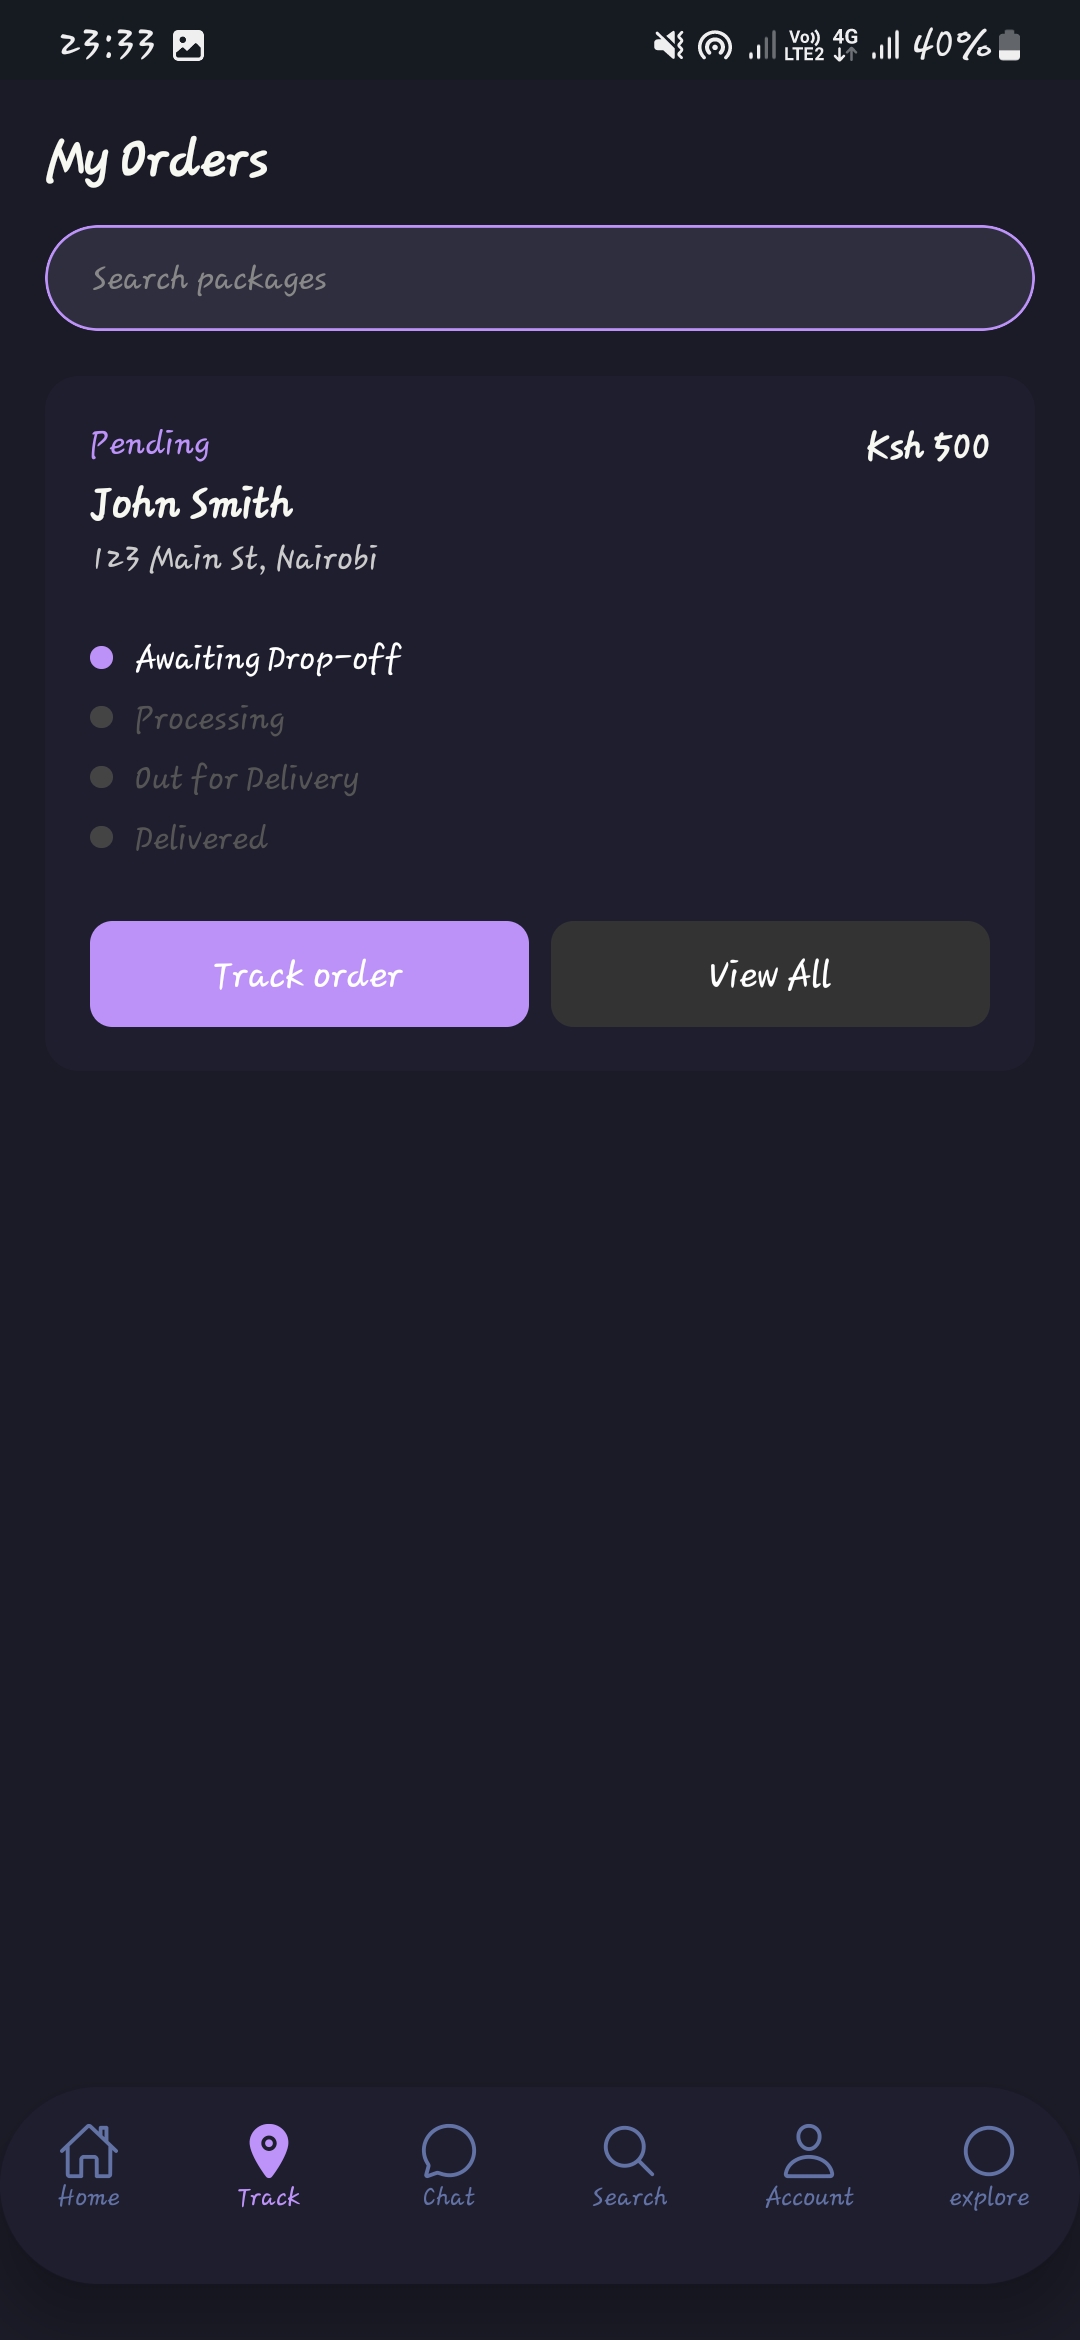 23:33 Vo)) LTE2 4G 40%
My Orders
Search packages
Pending Ksh 500
John Smith
123 Main St, Nairobi
Awaiting Drop-off
Processing
Out for Delivery
Delivered
Track order View All
Home Track Chat Search Account explore